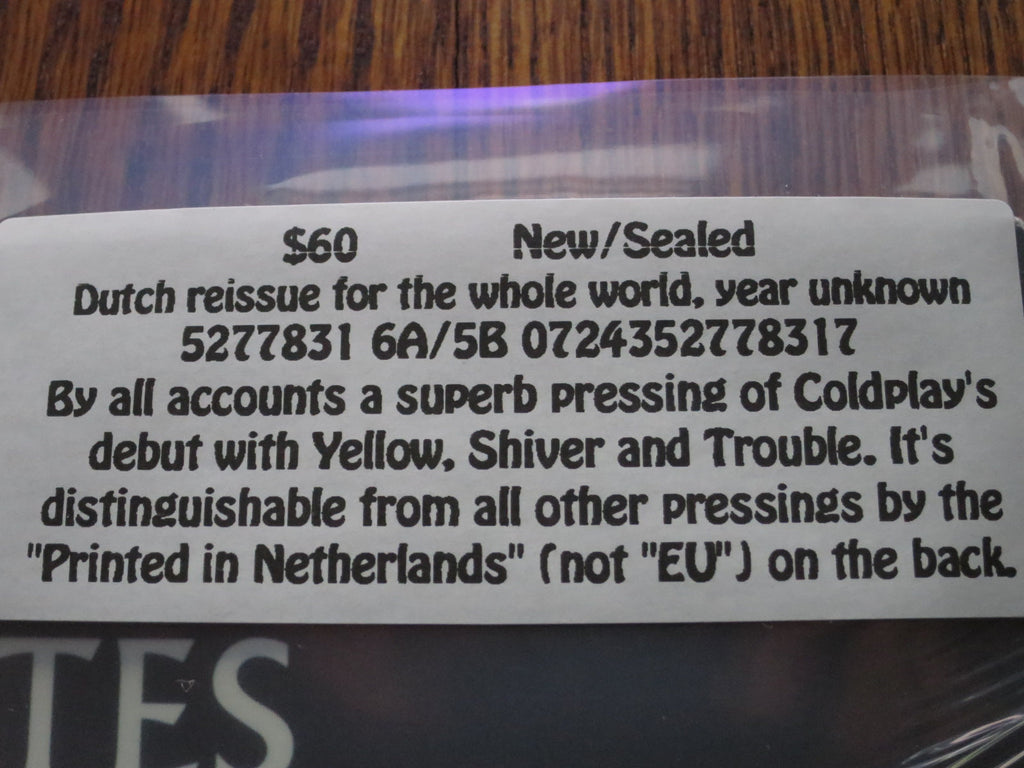 $60 New/Sealed
Dutch reissue for the whole world, year unknown
5277831 6A/5B 0724352778317
By all accounts a superb pressing of Coldplay's
debut with Yellow, Shiver and Trouble. It's
distinguishable from all other pressings by the
"Printed in Netherlands" (not "EU") on the back.
TES